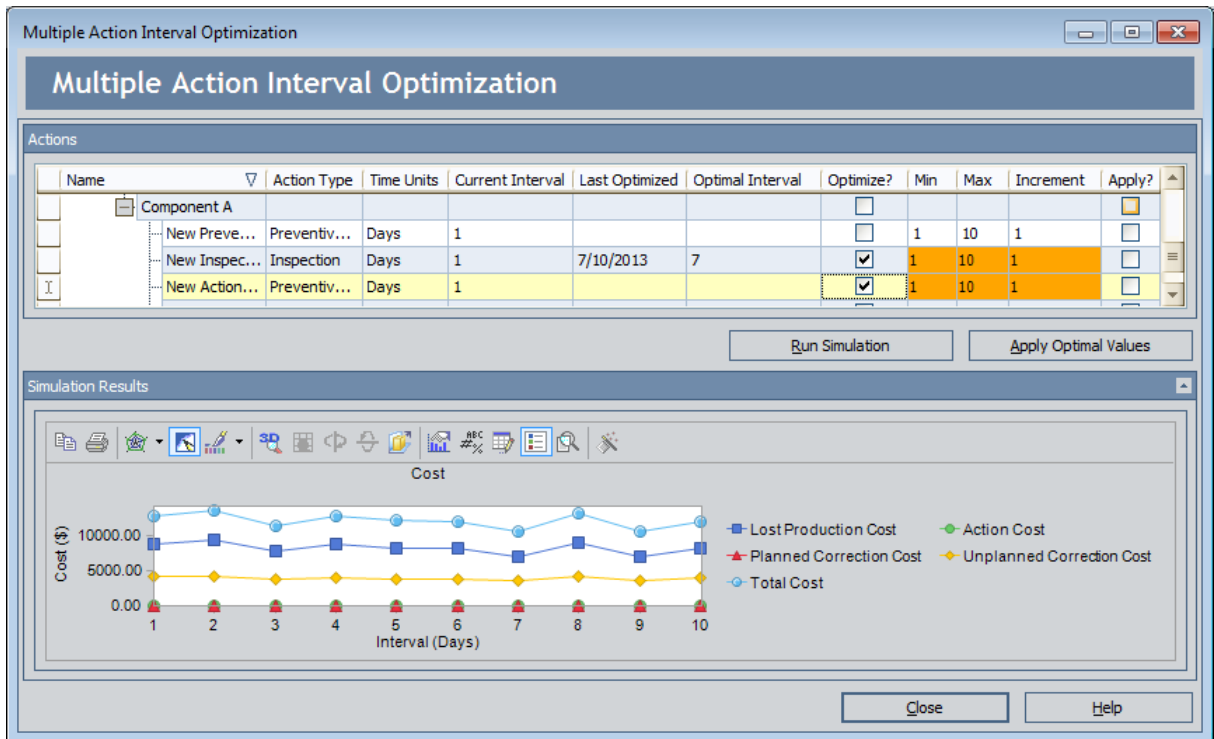 Multiple Action Interval Optimization
Multiple Action Interval Optimization
Actions
Name Action Type Time Units Current Interval Last Optimized Optimal Interval Optimize? Min Max Increment Apply?
Component A
New Preve... Preventiv... Days 1 1 10 1
New Inspec... Inspection Days 1 7/10/2013 7 1 10 1
New Action... Preventiv... Days 1 1 10 1
Run Simulation Apply Optimal Values
Simulation Results
3D ABC #%
Cost
Cost ($)
10000.00
5000.00
0.00
1 2 3 4 5 6 7 8 9 10
Interval (Days)
Lost Production Cost Action Cost
Planned Correction Cost Unplanned Correction Cost
Total Cost
Close Help